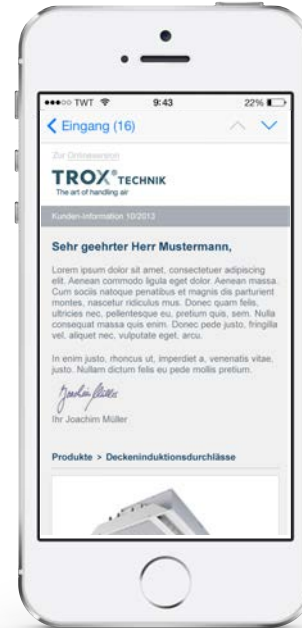 TWT 9:43 22%
Eingang (16)
Zur Onlineversion
TROX® TECHNIK
The art of handling air
Kunden-Information 10/2013
Sehr geehrter Herr Mustermann,
Lorem ipsum dolor sit amet, consectetuer adipiscing
elit. Aenean commodo ligula eget dolor. Aenean massa.
Cum sociis natoque penatibus et magnis dis parturient
montes, nascetur ridiculus mus. Donec quam felis,
ultricies nec, pellentesque eu, pretium quis, sem. Nulla
consequat massa quis enim. Donec pede justo, fringilla
vel, aliquet nec, vulputate eget, arcu.
In enim justo, rhoncus ut, imperdiet a, venenatis vitae,
justo. Nullam dictum felis eu pede mollis pretium.
Joachim Müller
Ihr Joachim Müller
Produkte > Deckeninduktionsdurchlässe